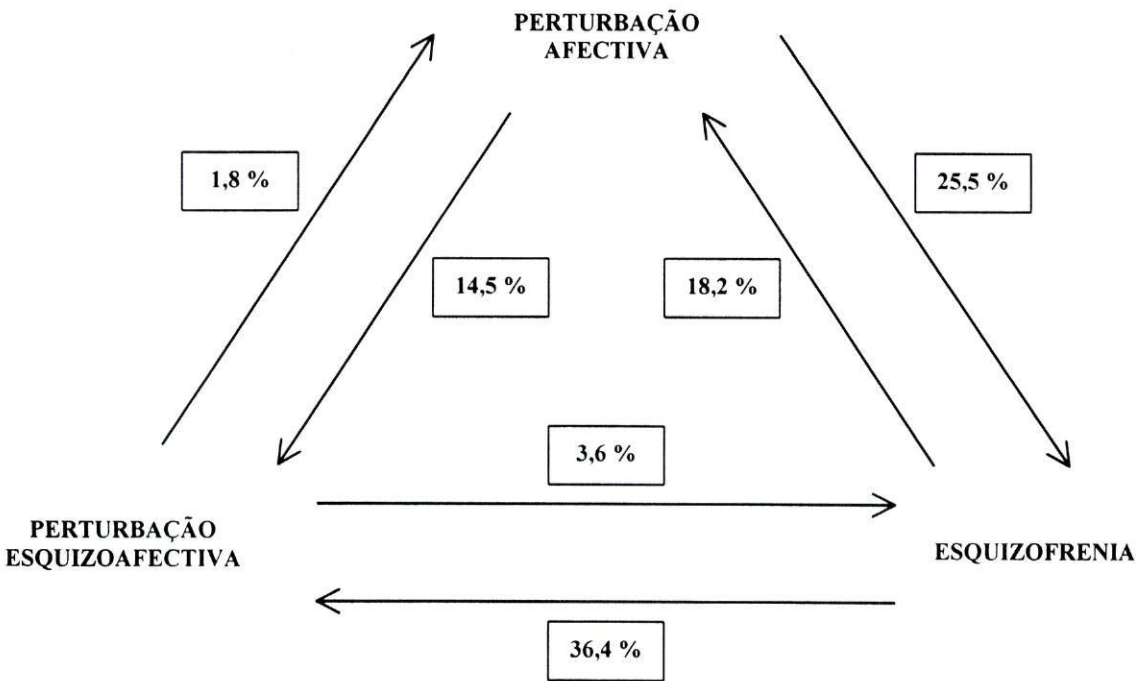 PERTURBAÇÃO
AFECTIVA
1,8 %
25,5 %
14,5 %
18,2 %
3,6 %
PERTURBAÇÃO
ESQUIZOAFECTIVA
ESQUIZOFRENIA
36,4 %